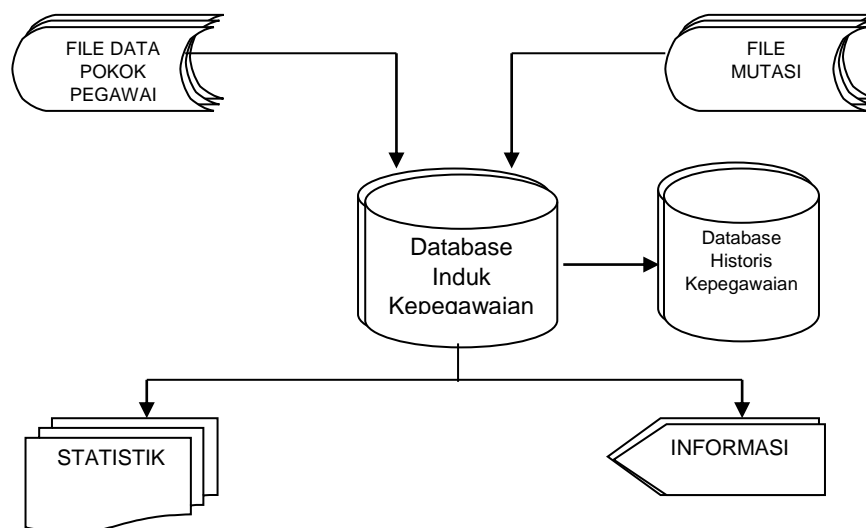 FILE DATA
POKOK
PEGAWAI
FILE
MUTASI
Database
Induk
Kepegawaian
Database
Historis
Kepegawaian
STATISTIK
INFORMASI